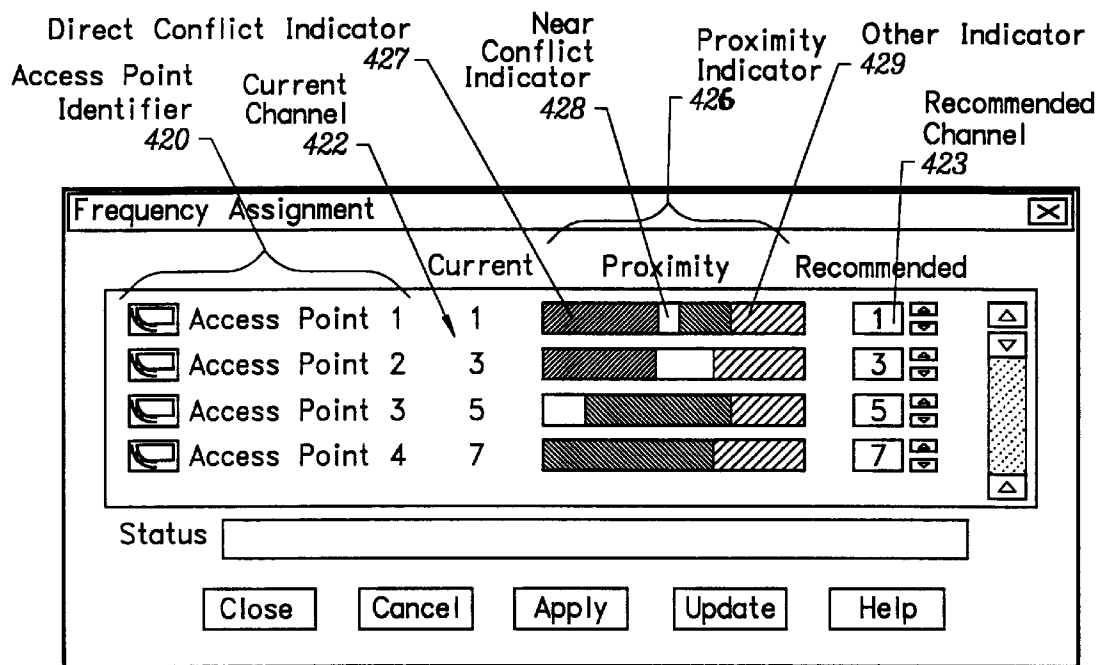 Direct Conflict Indicator
427
Near
Conflict
Indicator
428
Proximity
Indicator
426
Other Indicator
429
Access Point
Identifier
420
Current
Channel
422
Recommended
Channel
423
Frequency Assignment
Current Proximity Recommended
Access Point 1 1 1
Access Point 2 3 3
Access Point 3 5 5
Access Point 4 7 7
Status
Close Cancel Apply Update Help